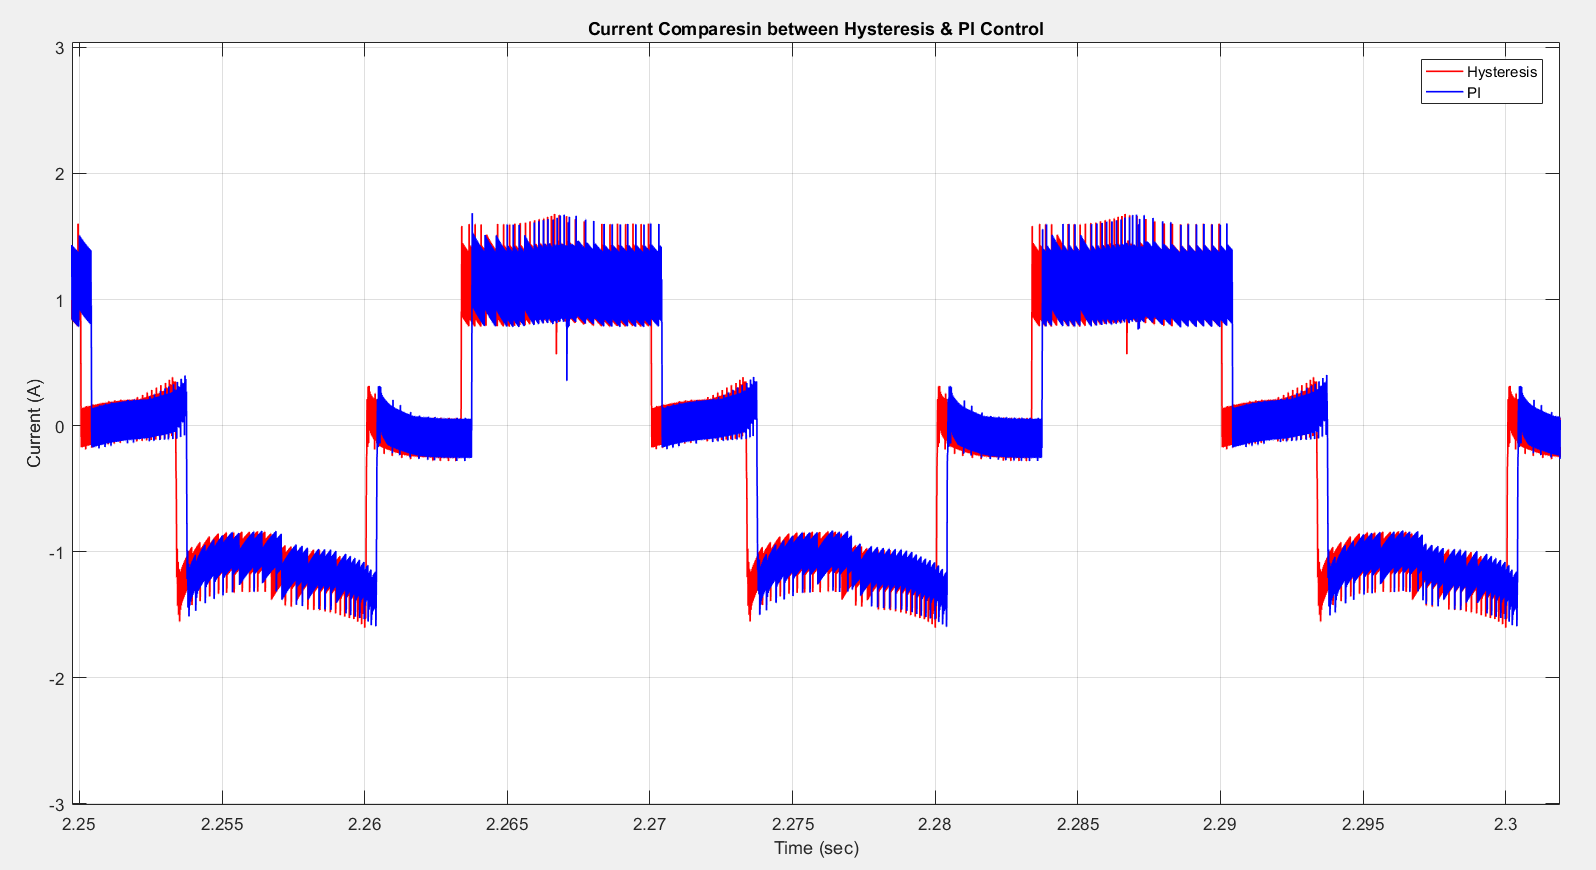 Current Comparesin between Hysteresis & PI Control
Hysteresis
PI
3
2
1
0
-1
-2
-3
Current (A)
2.25 2.255 2.26 2.265 2.27 2.275 2.28 2.285 2.29 2.295 2.3
Time (sec)